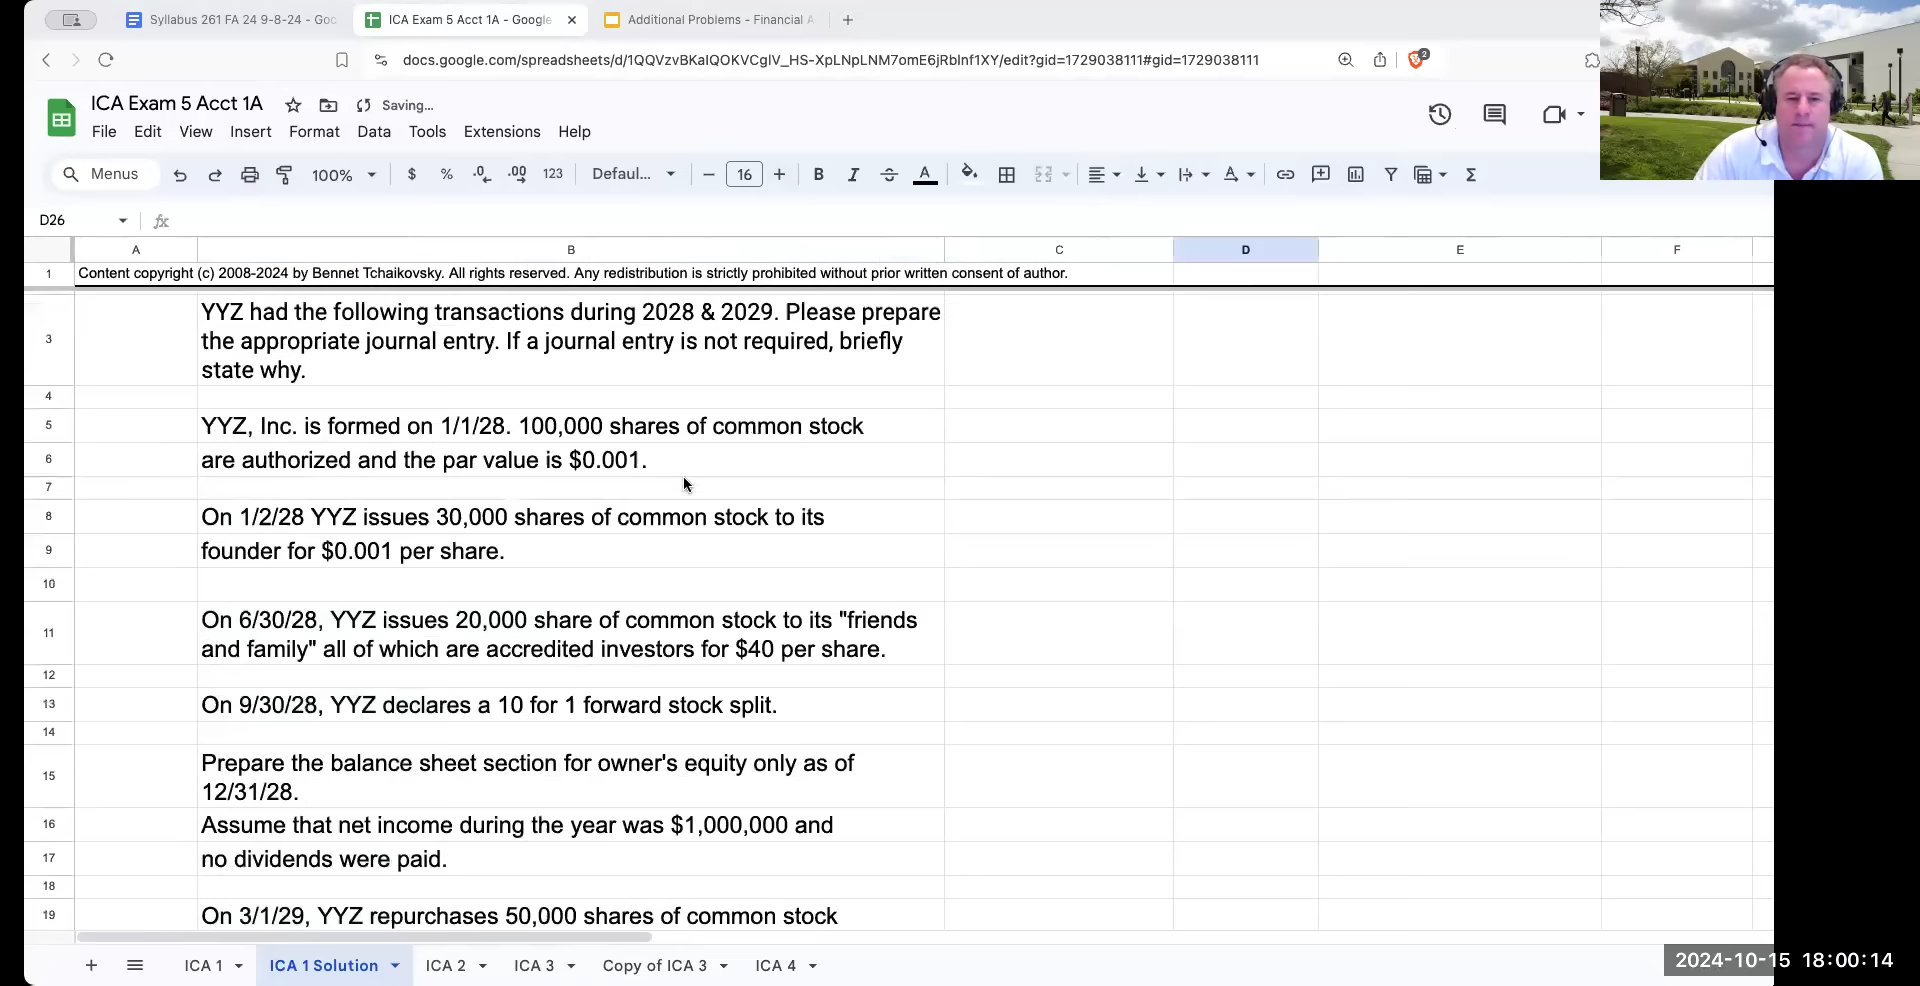 Syllabus 261 FA 24 9-8-24 - Goo
ICA Exam 5 Acct 1A - Google
Additional Problems - Financial A
docs.google.com/spreadsheets/d/1QQVzvBKaIQOKVCglV_HS-XpLNpLNM7omE6jRbInf1XY/edit?gid=1729038111#gid=1729038111
2
ICA Exam 5 Acct 1A
Saving...
File Edit View Insert Format Data Tools Extensions Help
Menus 100% $ % .0 .00 123 Defaul... 16 B I A Σ
D26 fx
A B C D E F
1 Content copyright (c) 2008-2024 by Bennet Tchaikovsky. All rights reserved. Any redistribution is strictly prohibited without prior written consent of author.
YYZ had the following transactions during 2028 & 2029. Please prepare
3 the appropriate journal entry. If a journal entry is not required, briefly
state why.
4
5 YYZ, Inc. is formed on 1/1/28. 100,000 shares of common stock
6 are authorized and the par value is $0.001.
7
8 On 1/2/28 YYZ issues 30,000 shares of common stock to its
9 founder for $0.001 per share.
10
On 6/30/28, YYZ issues 20,000 share of common stock to its "friends
11
and family" all of which are accredited investors for $40 per share.
12
13 On 9/30/28, YYZ declares a 10 for 1 forward stock split.
14
Prepare the balance sheet section for owner's equity only as of
15
12/31/28.
16 Assume that net income during the year was $1,000,000 and
17 no dividends were paid.
18
19 On 3/1/29, YYZ repurchases 50,000 shares of common stock
ICA 1 ICA 1 Solution ICA 2 ICA 3 Copy of ICA 3 ICA 4
2024-10-15 18:00:14